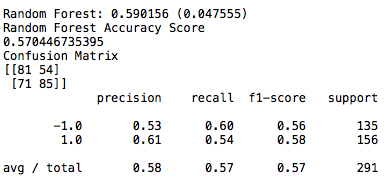 Random Forest: 0.590156 (0.047555)
Random Forest Accuracy Score
0.570446735395
Confusion Matrix
[[81 54]
 [71 85]]
             precision    recall  f1-score   support

       -1.0       0.53      0.60      0.56       135
        1.0       0.61      0.54      0.58       156

avg / total       0.58      0.57      0.57       291